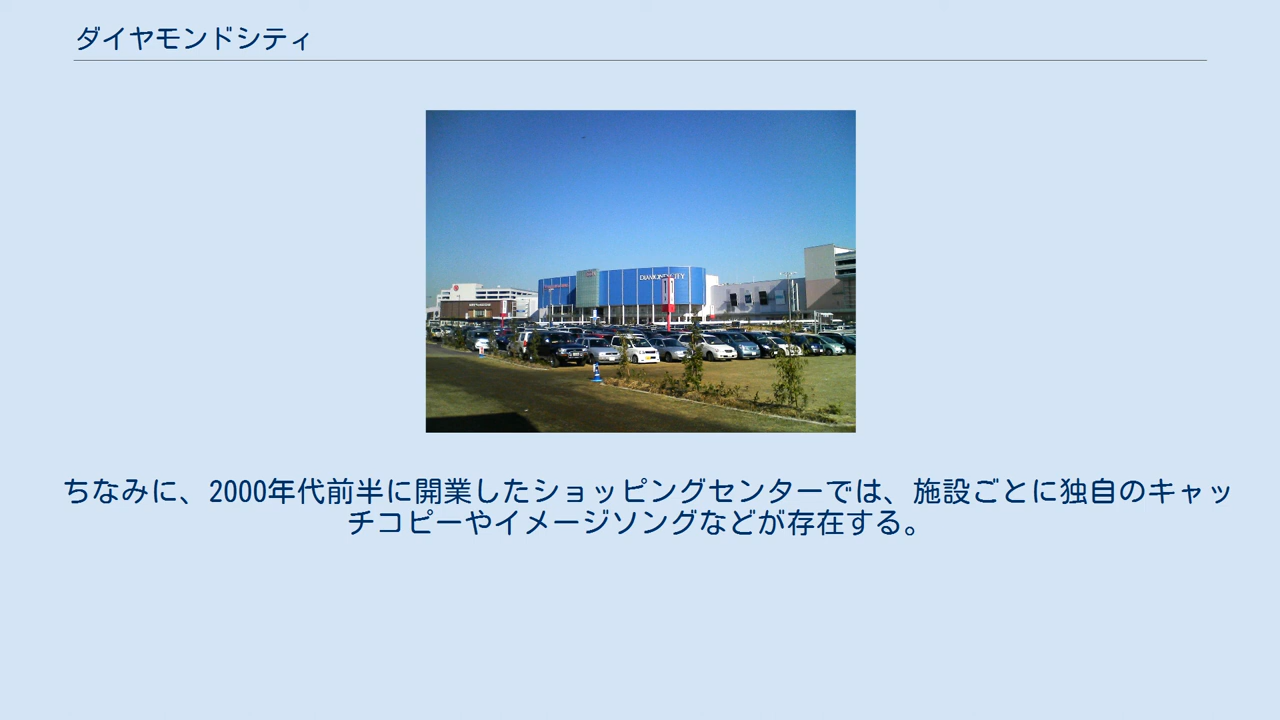 ダイヤモンドシティ
DIAMOND CITY
ちなみに、2000年代前半に開業したショッピングセンターでは、施設ごとに独自のキャッ
チコピーやイメージソングなどが存在する。